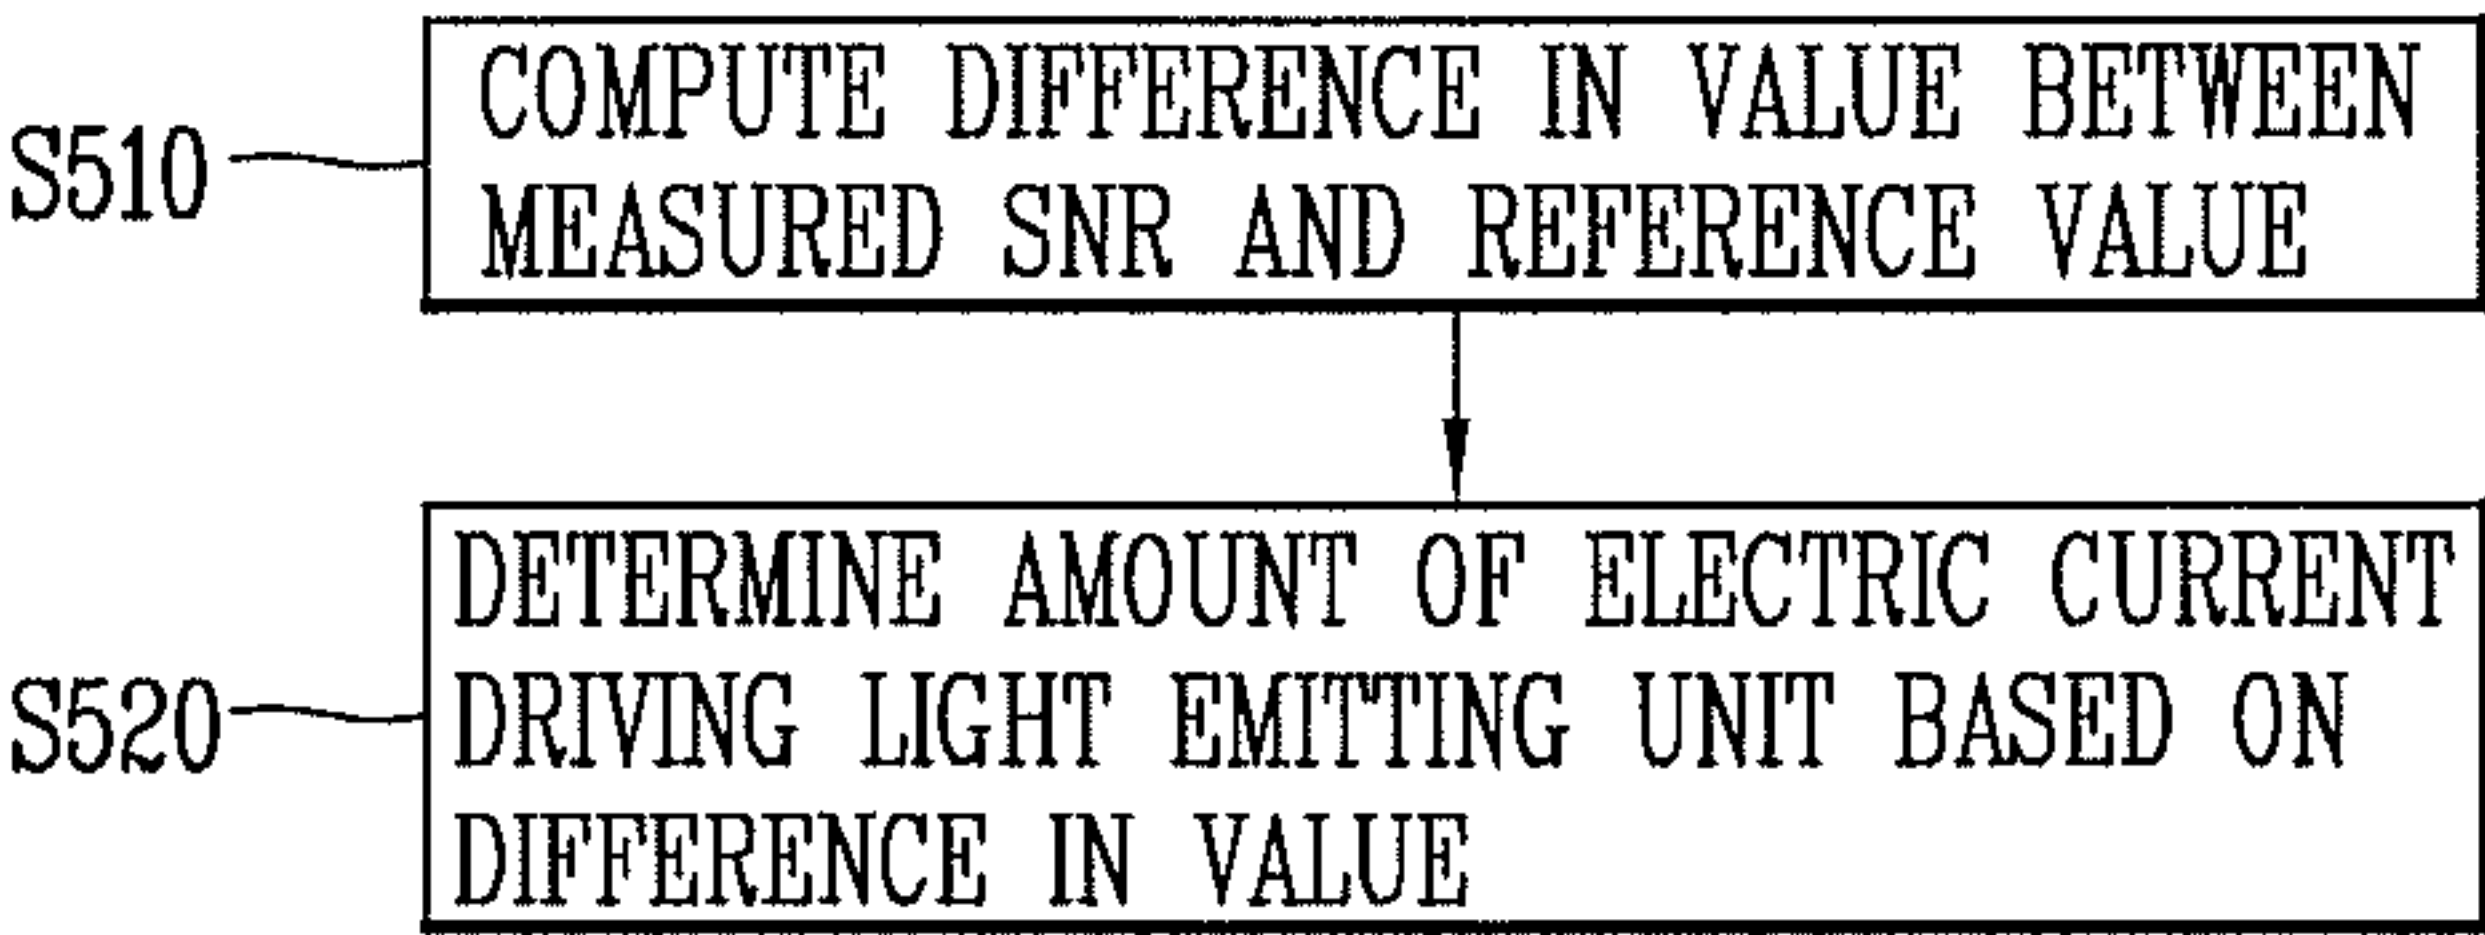 S510
COMPUTE DIFFERENCE IN VALUE BETWEEN
MEASURED SNR AND REFERENCE VALUE
S520
DETERMINE AMOUNT OF ELECTRIC CURRENT
DRIVING LIGHT EMITTING UNIT BASED ON
DIFFERENCE IN VALUE